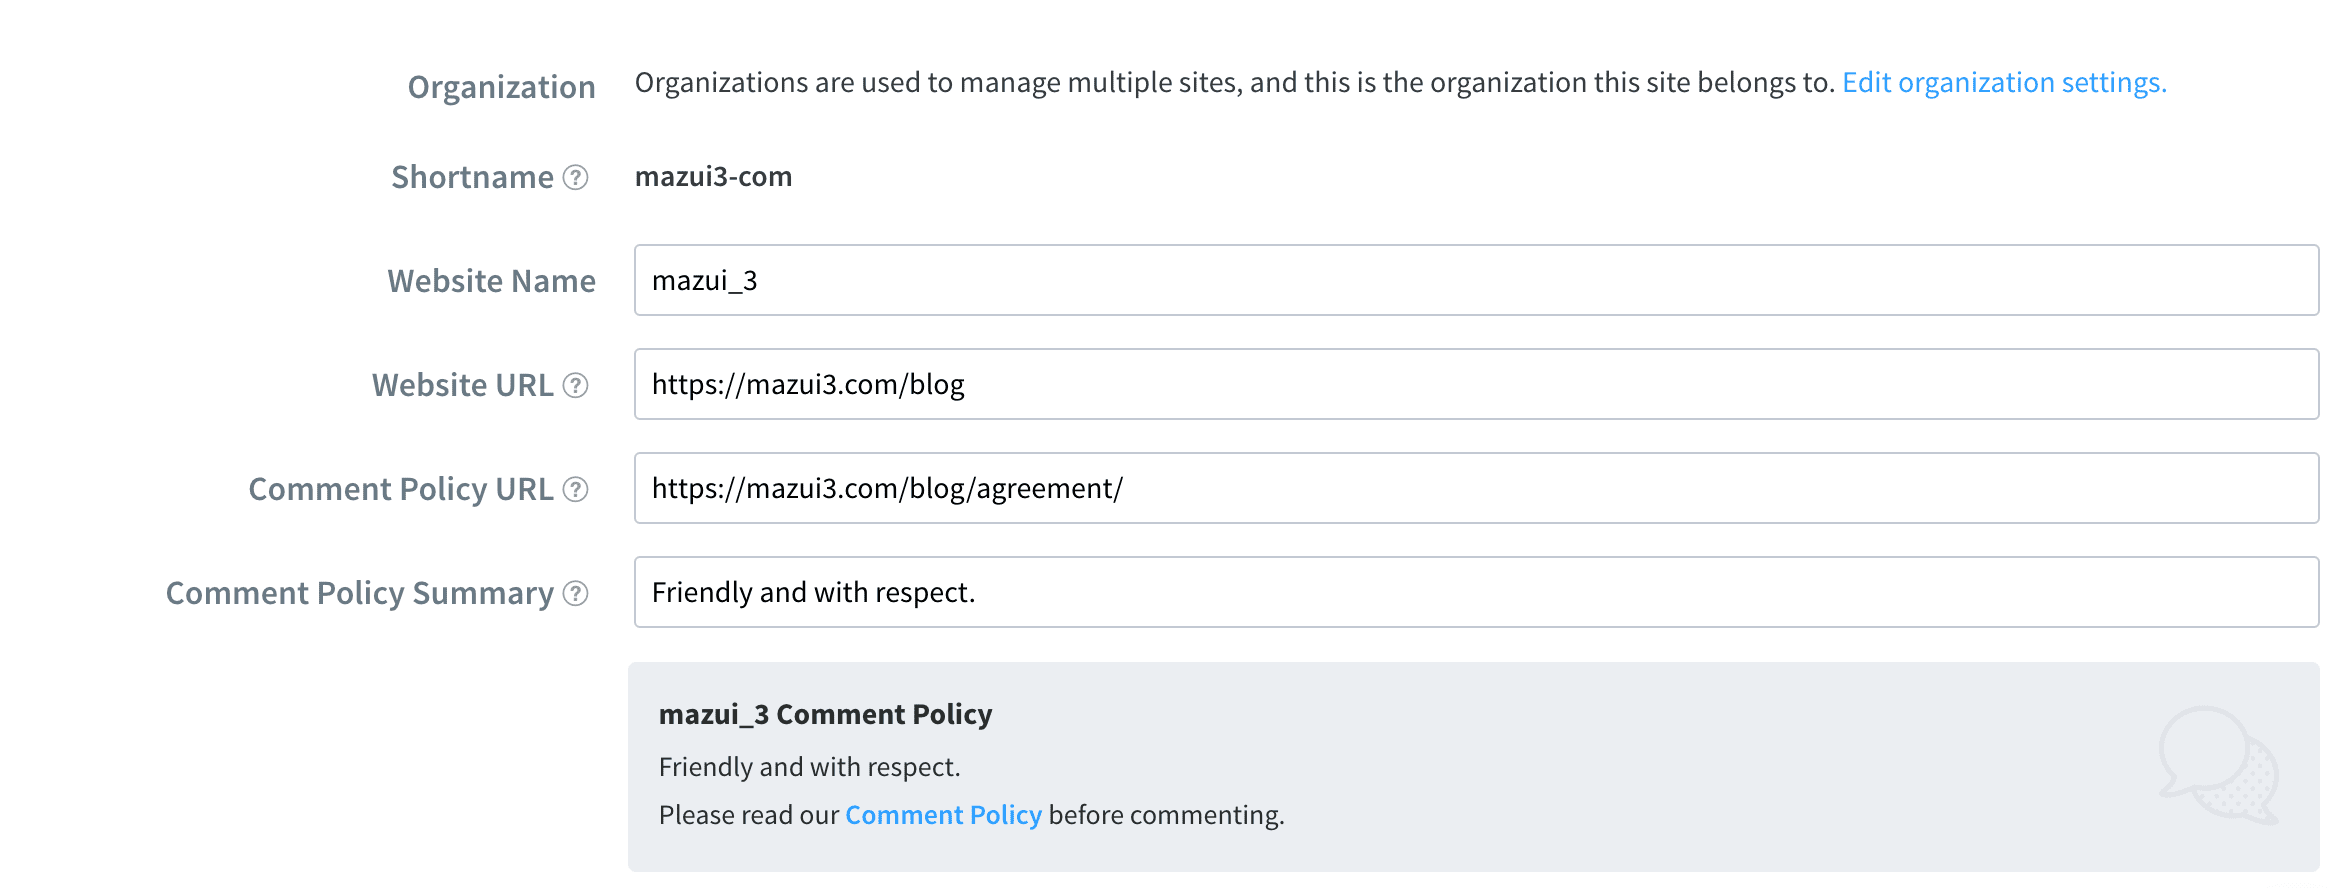 Organization
Organizations are used to manage multiple sites, and this is the organization this site belongs to. Edit organization settings.
Shortname ?
mazui3-com
Website Name
mazui_3
Website URL ?
https://mazui3.com/blog
Comment Policy URL ?
https://mazui3.com/blog/agreement/
Comment Policy Summary ?
Friendly and with respect.
mazui_3 Comment Policy
Friendly and with respect.
Please read our Comment Policy before commenting.